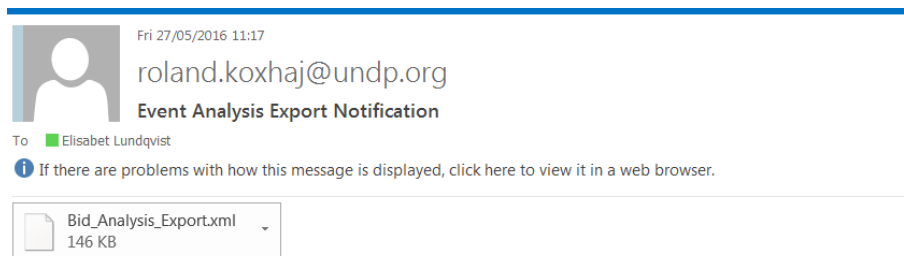 Fri 27/05/2016 11:17
roland.koxhaj@undp.org
Event Analysis Export Notification
To Elisabet Lundqvist
If there are problems with how this message is displayed, click here to view it in a web browser.
Bid_Analysis_Export.xml
146 KB